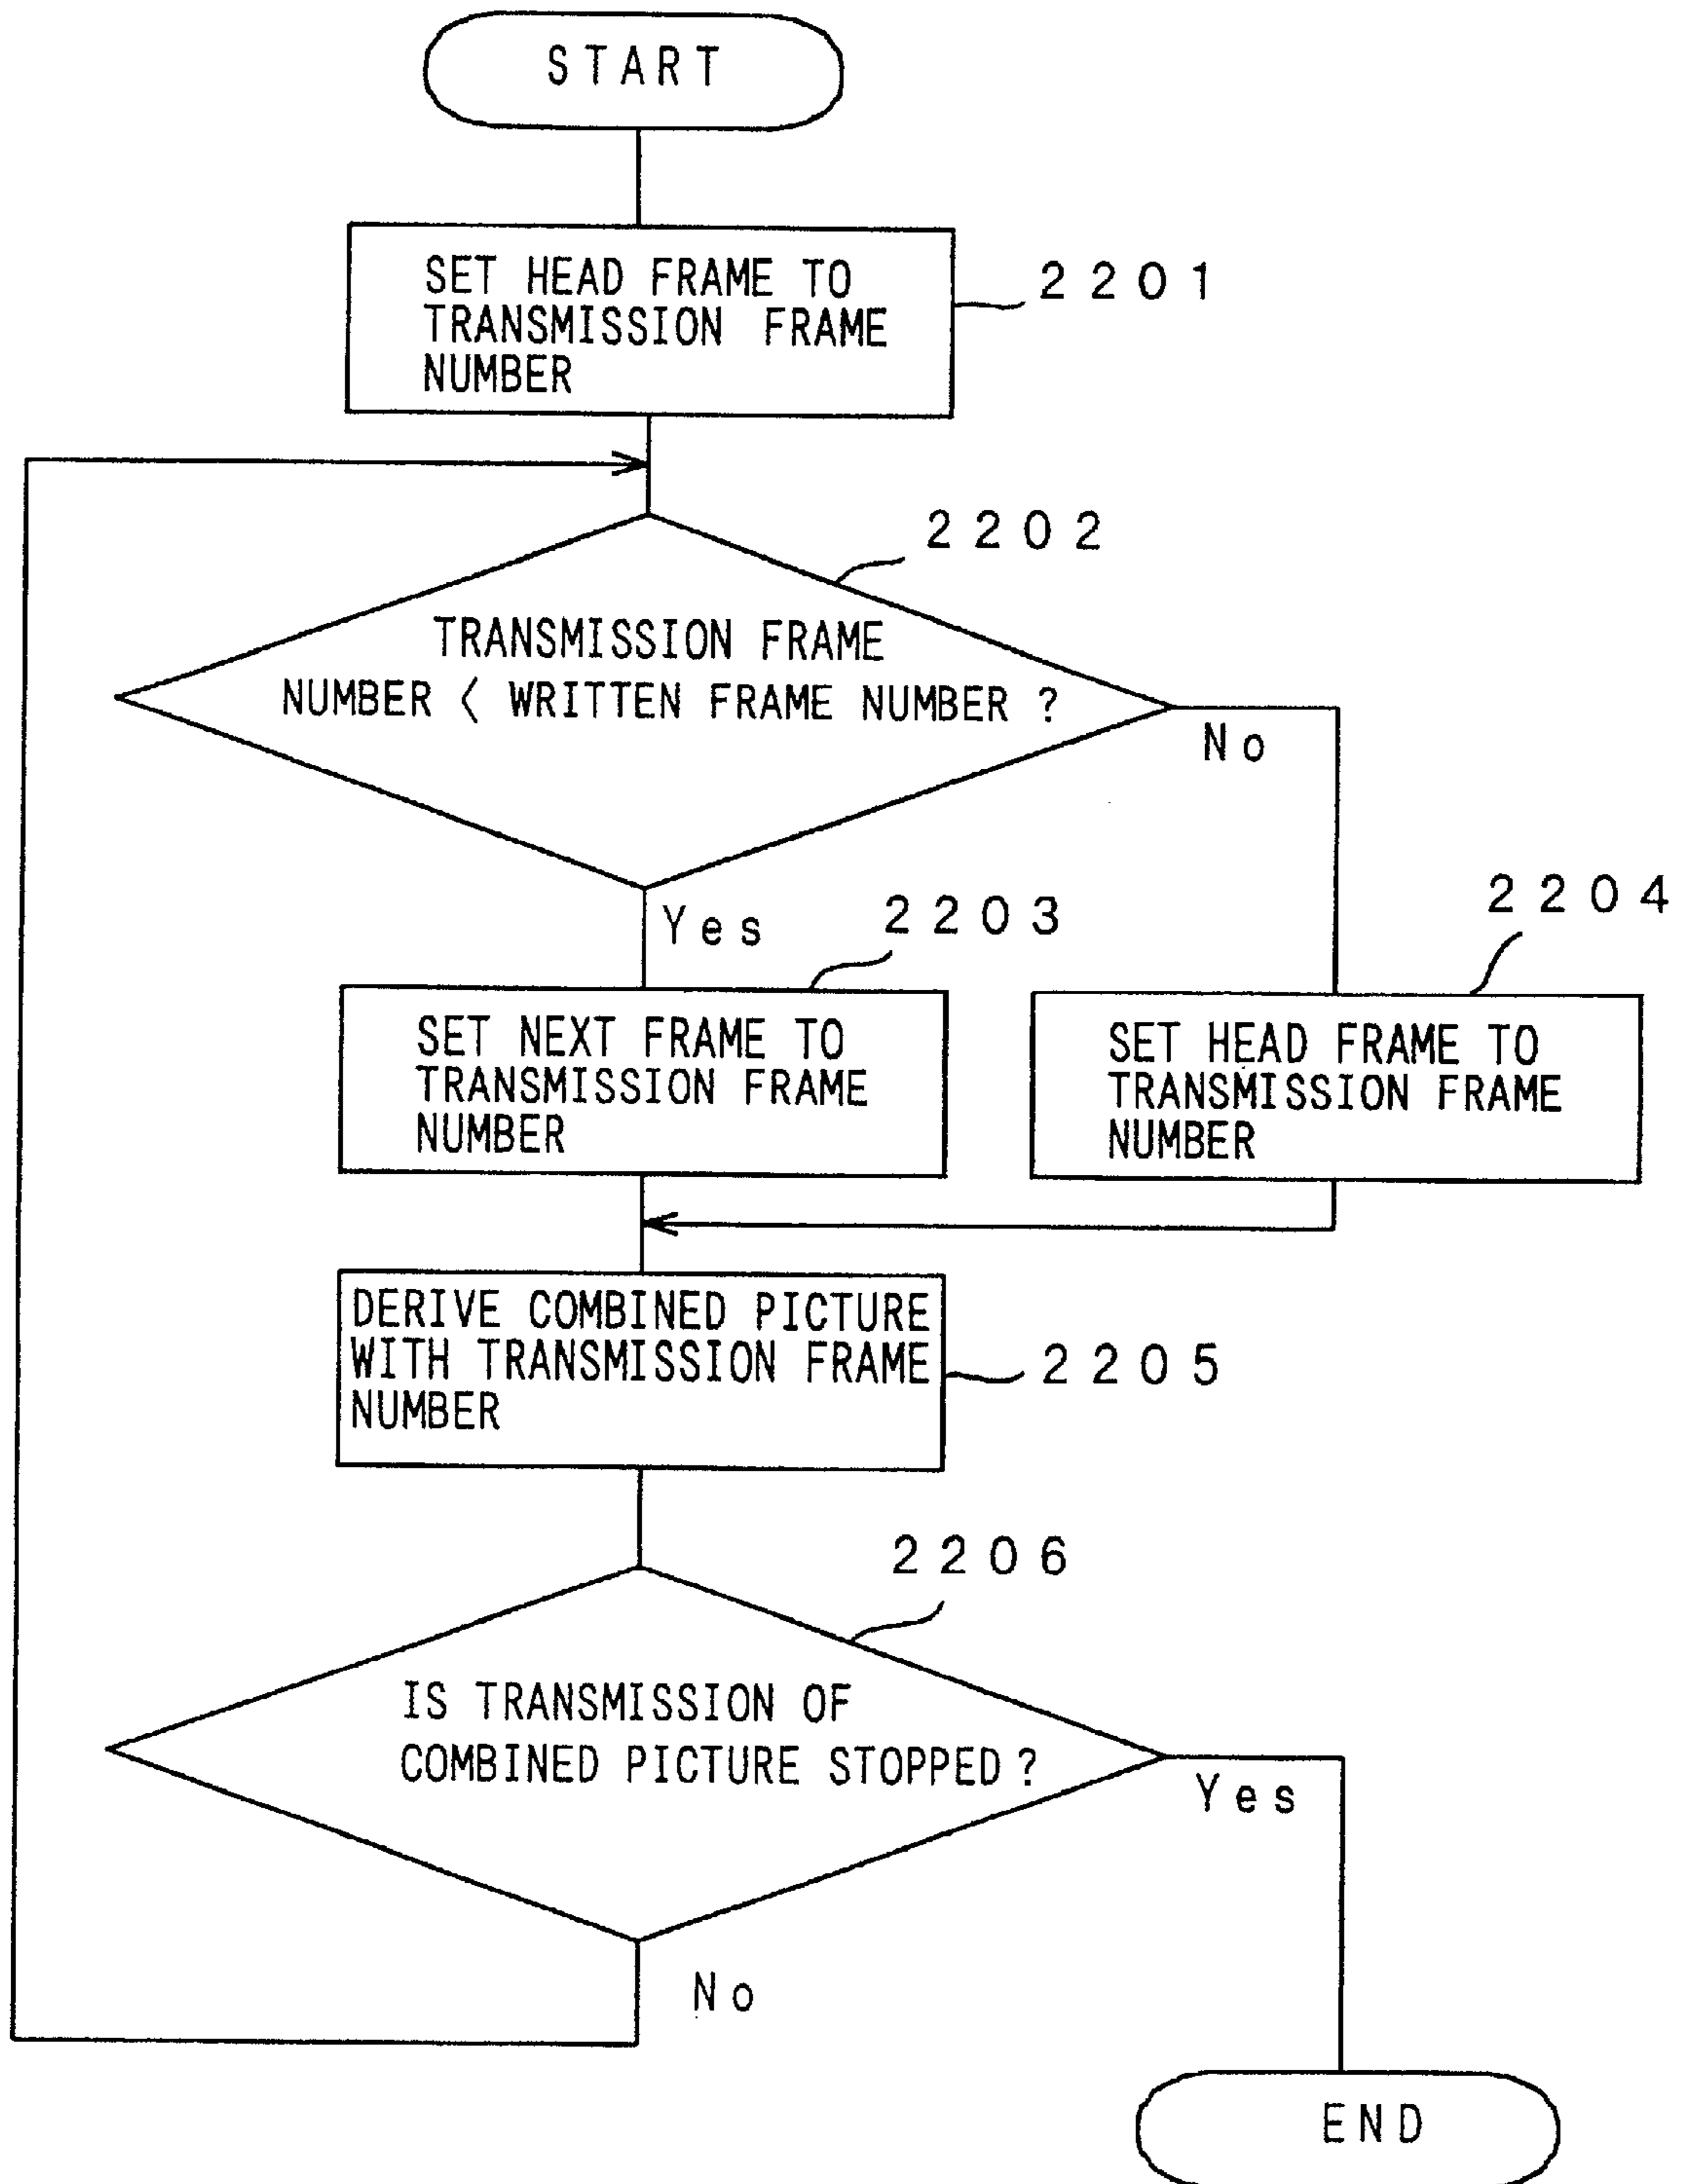 START
SET HEAD FRAME TO
TRANSMISSION FRAME
NUMBER
2201
2202
TRANSMISSION FRAME
NUMBER < WRITTEN FRAME NUMBER ?
No
Yes
2203
2204
SET NEXT FRAME TO
TRANSMISSION FRAME
NUMBER
SET HEAD FRAME TO
TRANSMISSION FRAME
NUMBER
DERIVE COMBINED PICTURE
WITH TRANSMISSION FRAME
NUMBER
2205
2206
IS TRANSMISSION OF
COMBINED PICTURE STOPPED ?
Yes
No
END